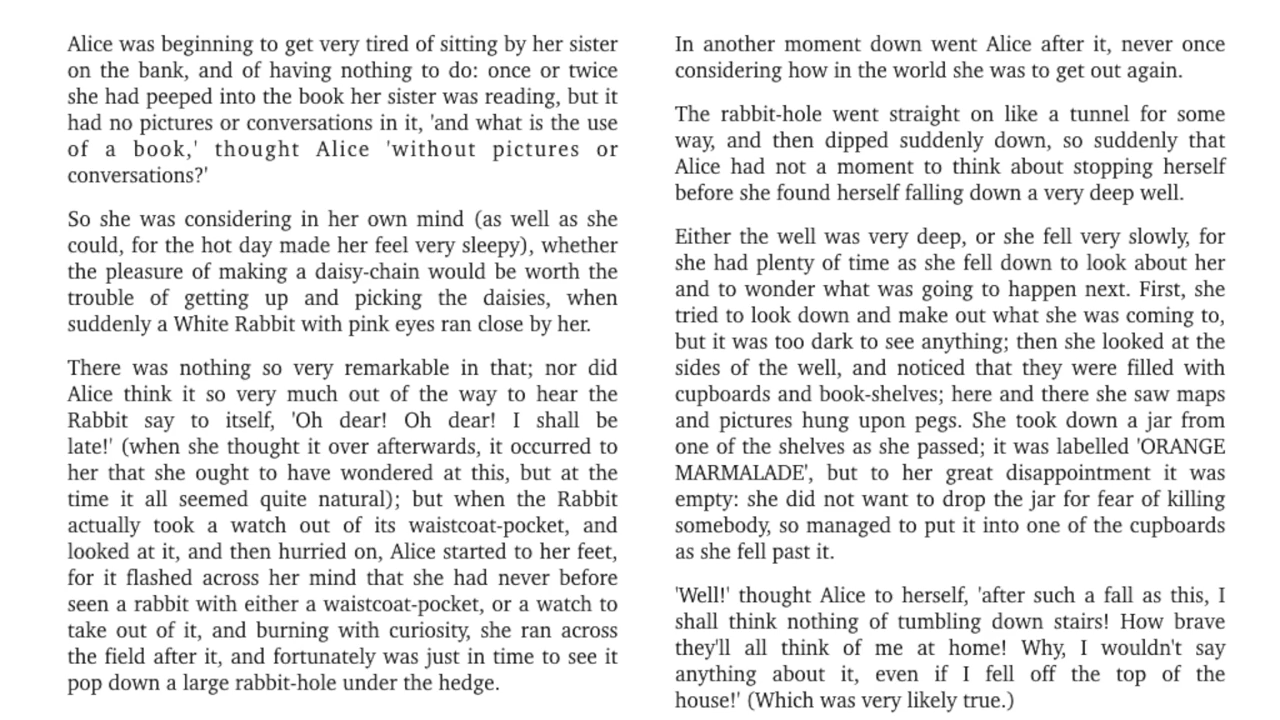 Alice was beginning to get very tired of sitting by her sister
on the bank, and of having nothing to do: once or twice
she had peeped into the book her sister was reading, but it
had no pictures or conversations in it, 'and what is the use
of a book,' thought Alice 'without pictures or
conversations?'
So she was considering in her own mind (as well as she
could, for the hot day made her feel very sleepy), whether
the pleasure of making a daisy-chain would be worth the
trouble of getting up and picking the daisies, when
suddenly a White Rabbit with pink eyes ran close by her.
There was nothing so very remarkable in that; nor did
Alice think it so very much out of the way to hear the
Rabbit say to itself, 'Oh dear! Oh dear! I shall be
late!' (when she thought it over afterwards, it occurred to
her that she ought to have wondered at this, but at the
time it all seemed quite natural); but when the Rabbit
actually took a watch out of its waistcoat-pocket, and
looked at it, and then hurried on, Alice started to her feet,
for it flashed across her mind that she had never before
seen a rabbit with either a waistcoat-pocket, or a watch to
take out of it, and burning with curiosity, she ran across
the field after it, and fortunately was just in time to see it
pop down a large rabbit-hole under the hedge.
In another moment down went Alice after it, never once
considering how in the world she was to get out again.
The rabbit-hole went straight on like a tunnel for some
way, and then dipped suddenly down, so suddenly that
Alice had not a moment to think about stopping herself
before she found herself falling down a very deep well.
Either the well was very deep, or she fell very slowly, for
she had plenty of time as she fell down to look about her
and to wonder what was going to happen next. First, she
tried to look down and make out what she was coming to,
but it was too dark to see anything; then she looked at the
sides of the well, and noticed that they were filled with
cupboards and book-shelves; here and there she saw maps
and pictures hung upon pegs. She took down a jar from
one of the shelves as she passed; it was labelled 'ORANGE
MARMALADE', but to her great disappointment it was
empty: she did not want to drop the jar for fear of killing
somebody, so managed to put it into one of the cupboards
as she fell past it.
'Well!' thought Alice to herself, 'after such a fall as this, I
shall think nothing of tumbling down stairs! How brave
they'll all think of me at home! Why, I wouldn't say
anything about it, even if I fell off the top of the
house!' (Which was very likely true.)